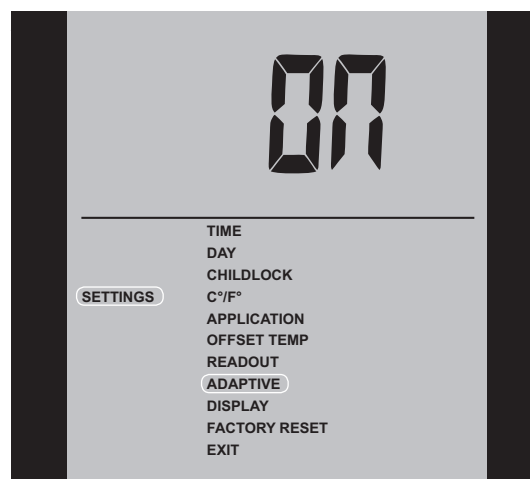 ON
TIME
DAY
CHILDLOCK
SETTINGS C°/F°
APPLICATION
OFFSET TEMP
READOUT
ADAPTIVE
DISPLAY
FACTORY RESET
EXIT